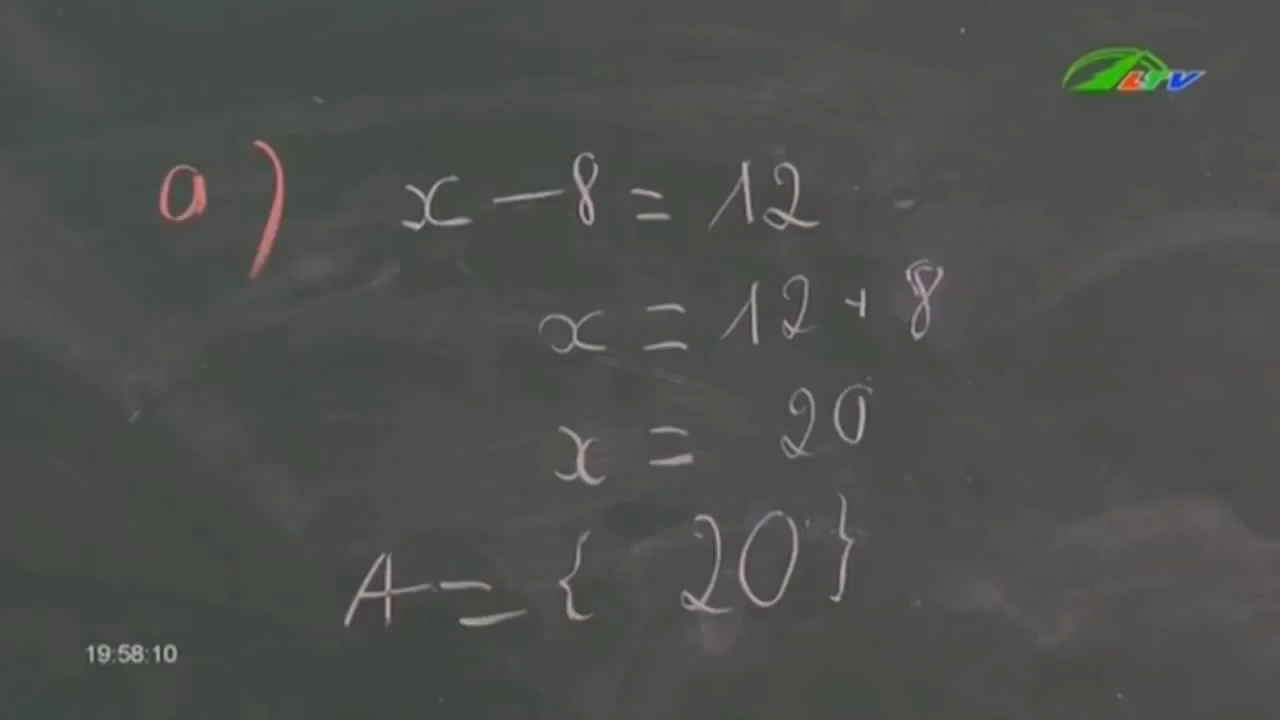 LTV
a) x - 8 = 12
x = 12 + 8
x = 20
A = { 20 }
19:58:10